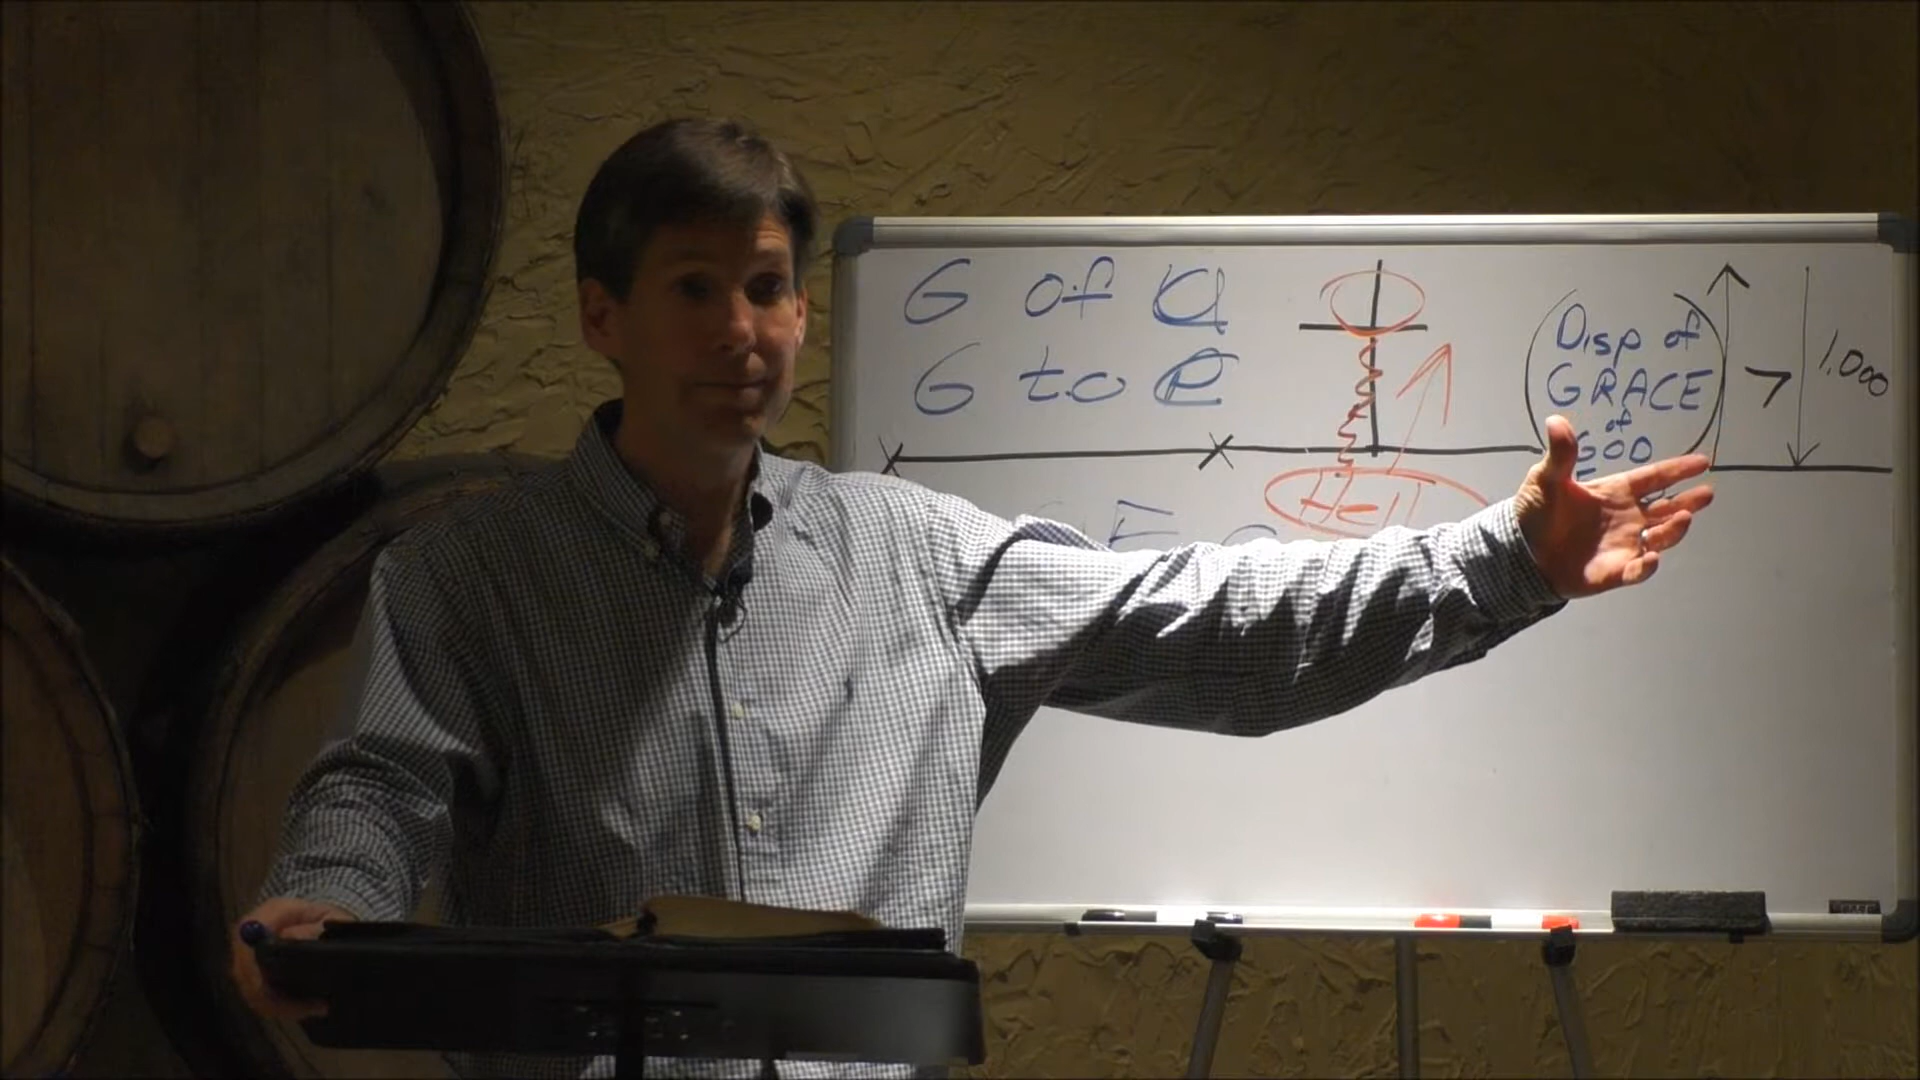 G of
G to
Disp of
GRACE
of
GOD
7
1,000
Hell